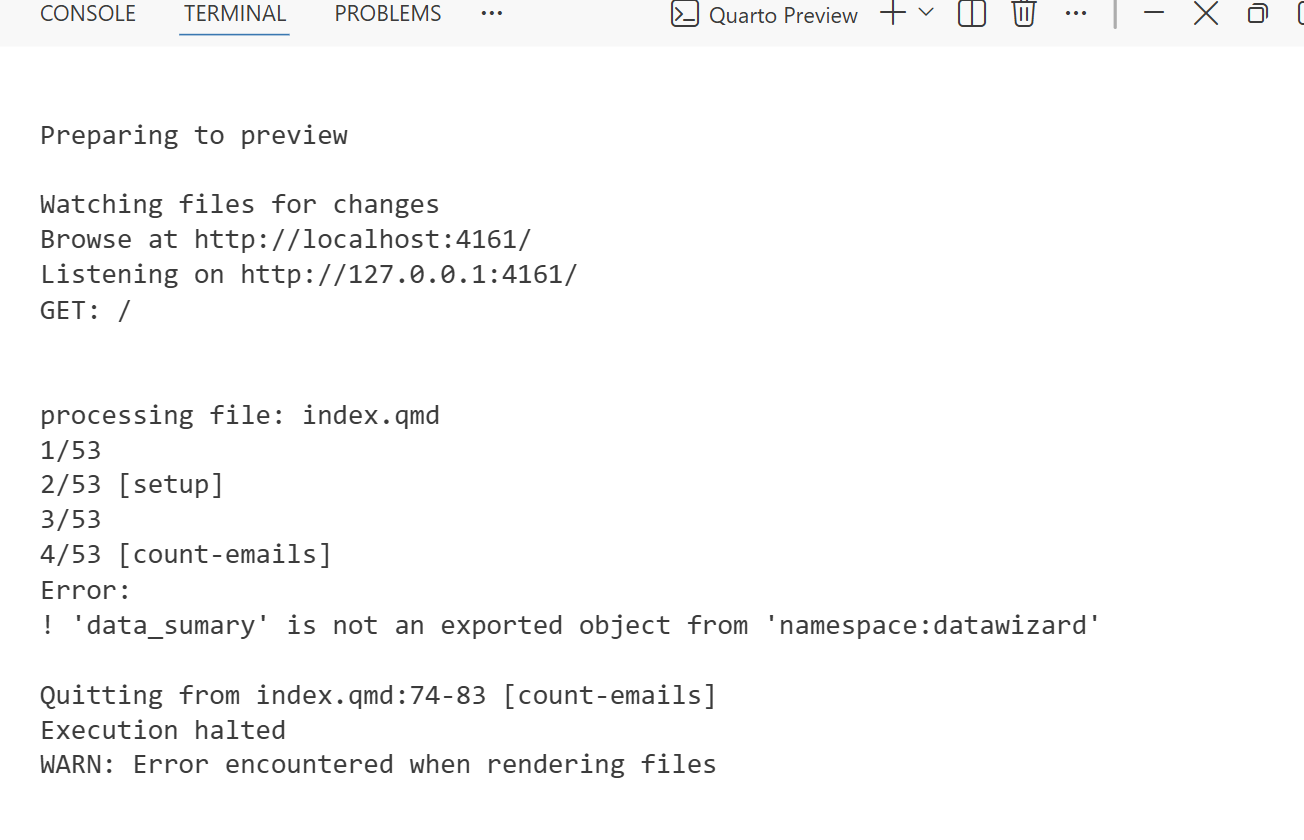 CONSOLE TERMINAL PROBLEMS Quarto Preview
Preparing to preview
Watching files for changes
Browse at http://localhost:4161/
Listening on http://127.0.0.1:4161/
GET: /
processing file: index.qmd
1/53
2/53 [setup]
3/53
4/53 [count-emails]
Error:
! 'data_sumary' is not an exported object from 'namespace:datawizard'
Quitting from index.qmd:74-83 [count-emails]
Execution halted
WARN: Error encountered when rendering files